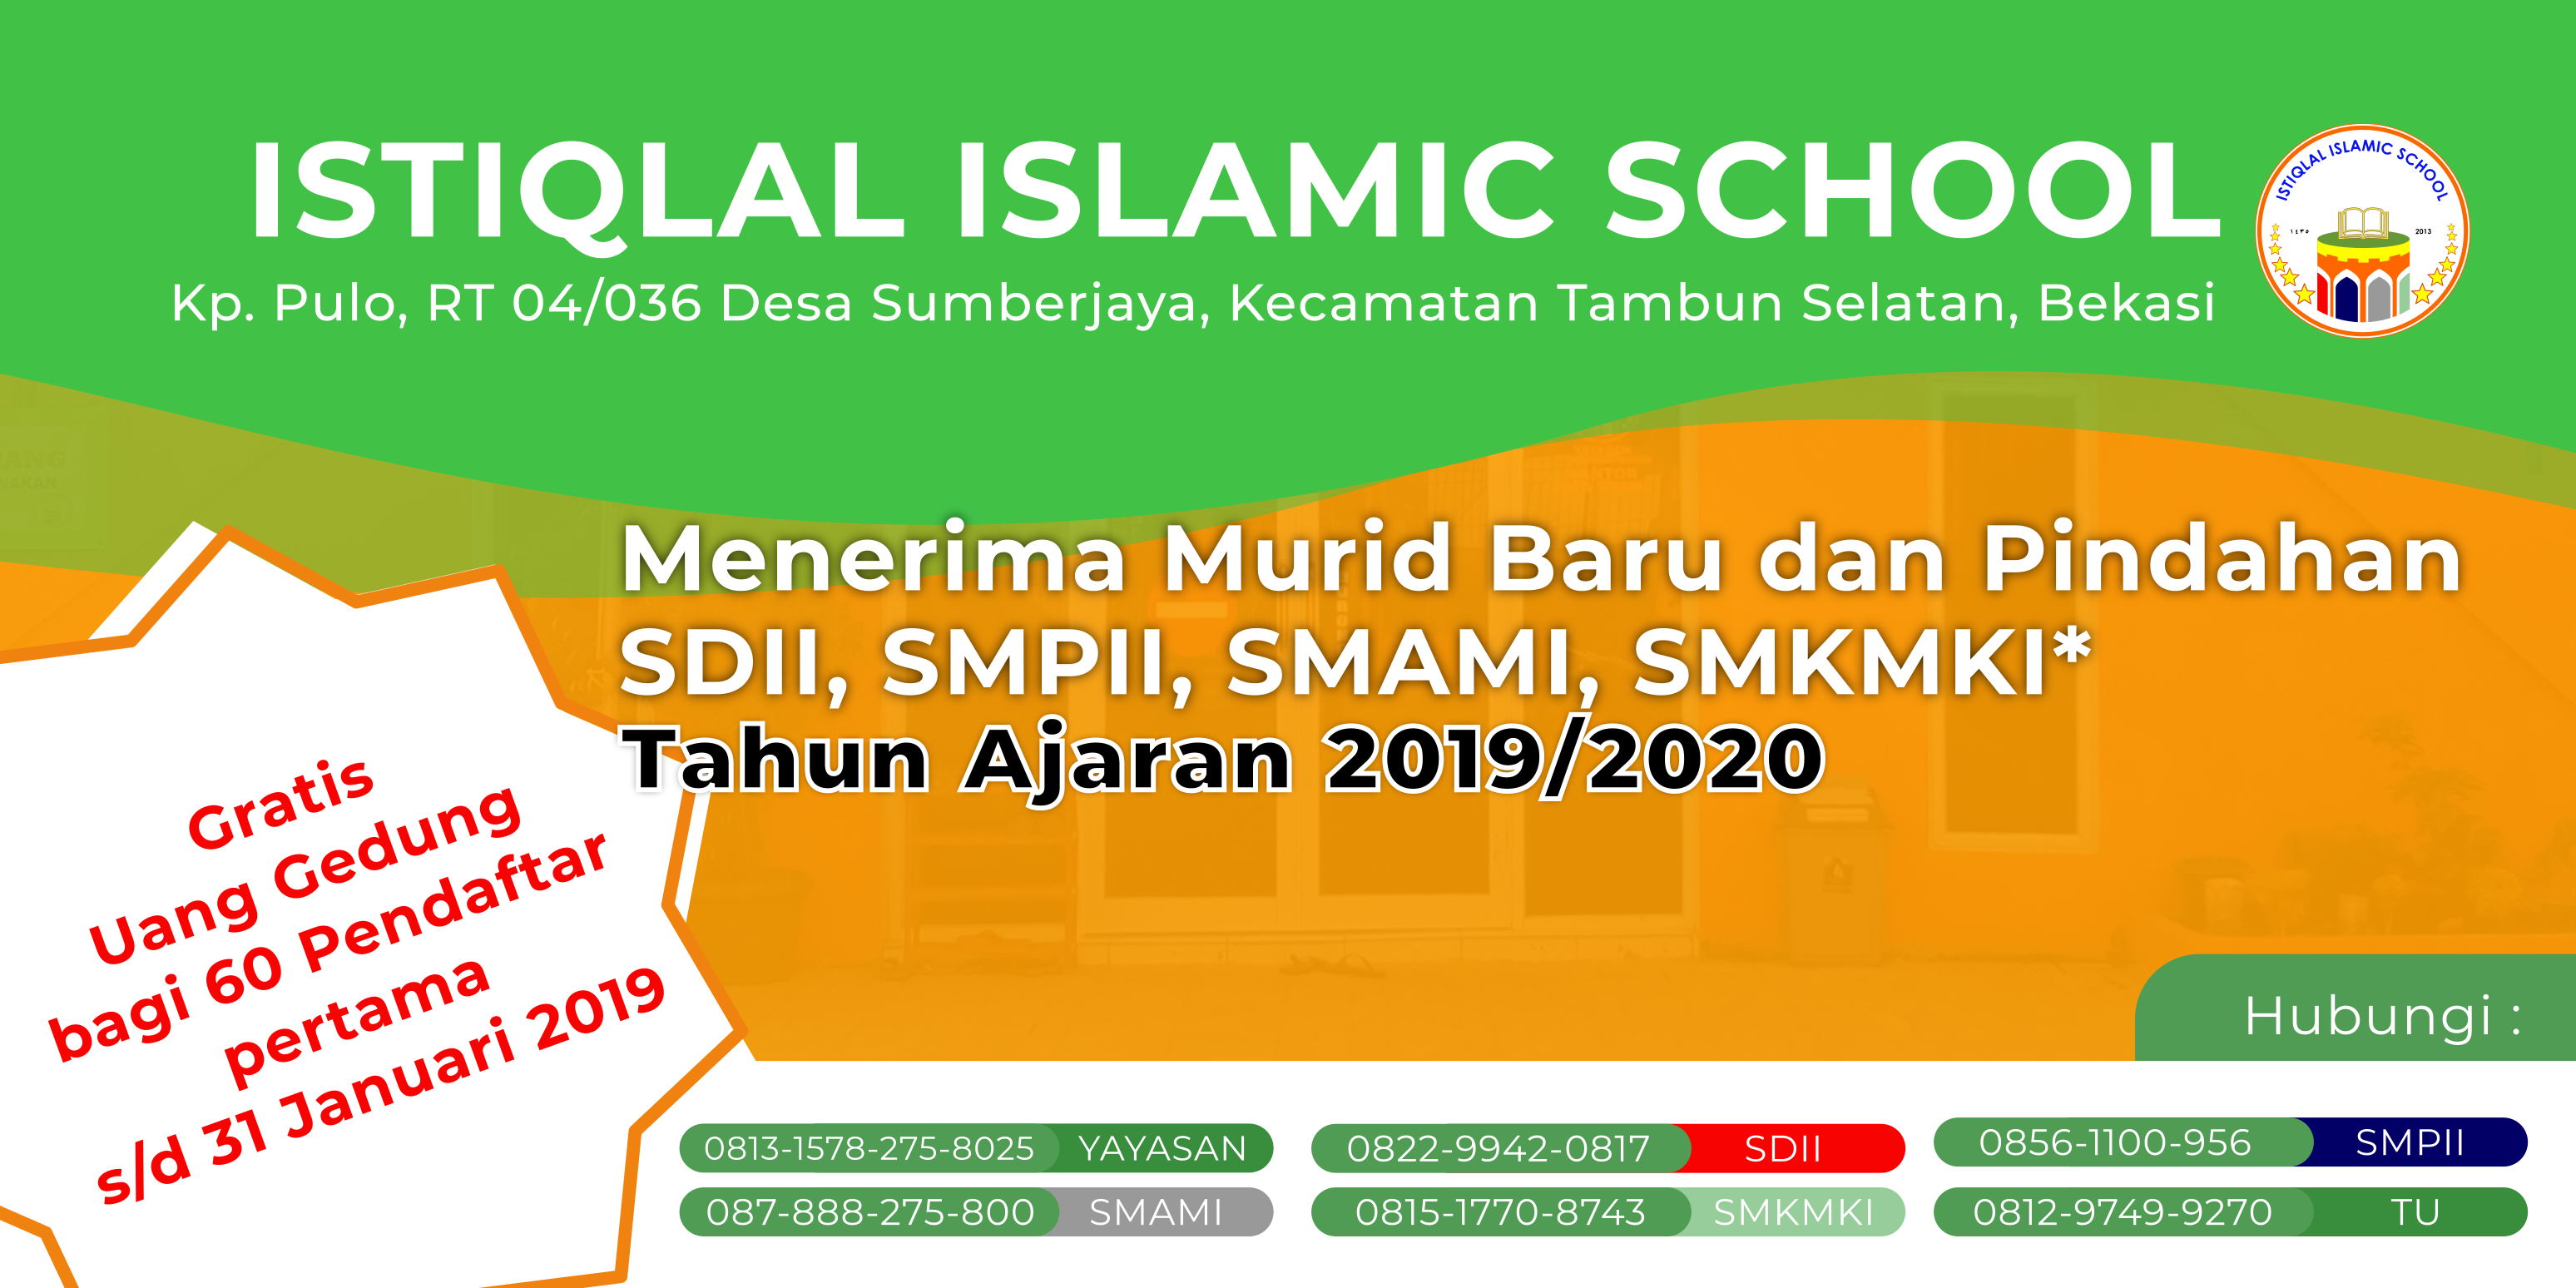 ISTIQLAL ISLAMIC SCHOOL
Kp. Pulo, RT 04/036 Desa Sumberjaya, Kecamatan Tambun Selatan, Bekasi
ISTIQLAL ISLAMIC SCHOOL
١٤٣٥
2013
Menerima Murid Baru dan Pindahan
SDII, SMPII, SMAMI, SMKMKI*
Tahun Ajaran 2019/2020
Gratis
Uang Gedung
bagi 60 Pendaftar
pertama
s/d 31 Januari 2019
Hubungi :
0813-1578-275-8025 YAYASAN
0822-9942-0817 SDII
0856-1100-956 SMPII
087-888-275-800 SMAMI
0815-1770-8743 SMKMKI
0812-9749-9270 TU